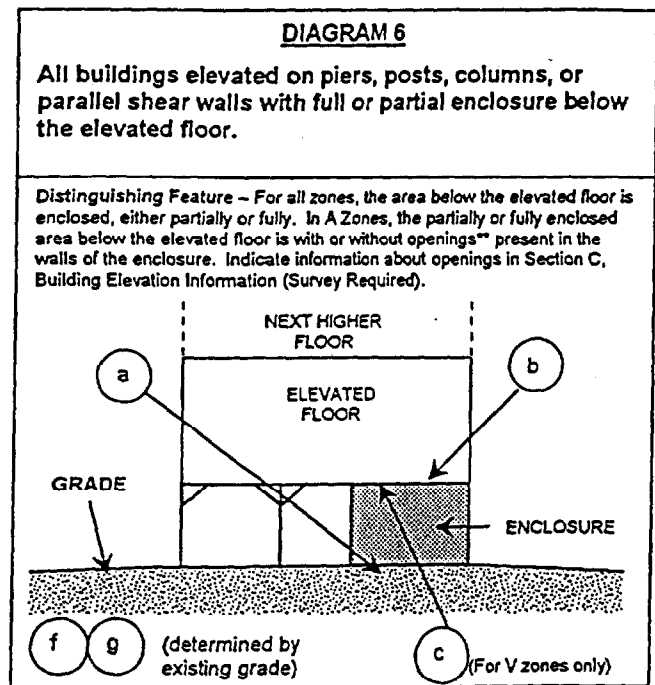 DIAGRAM 6
All buildings elevated on piers, posts, columns, or
parallel shear walls with full or partial enclosure below
the elevated floor.
Distinguishing Feature – For all zones, the area below the elevated floor is
enclosed, either partially or fully. In A Zones, the partially or fully enclosed
area below the elevated floor is with or without openings** present in the
walls of the enclosure. Indicate information about openings in Section C,
Building Elevation Information (Survey Required).
NEXT HIGHER
FLOOR
a
b
ELEVATED
FLOOR
GRADE
ENCLOSURE
f g (determined by
existing grade)
c (For V zones only)